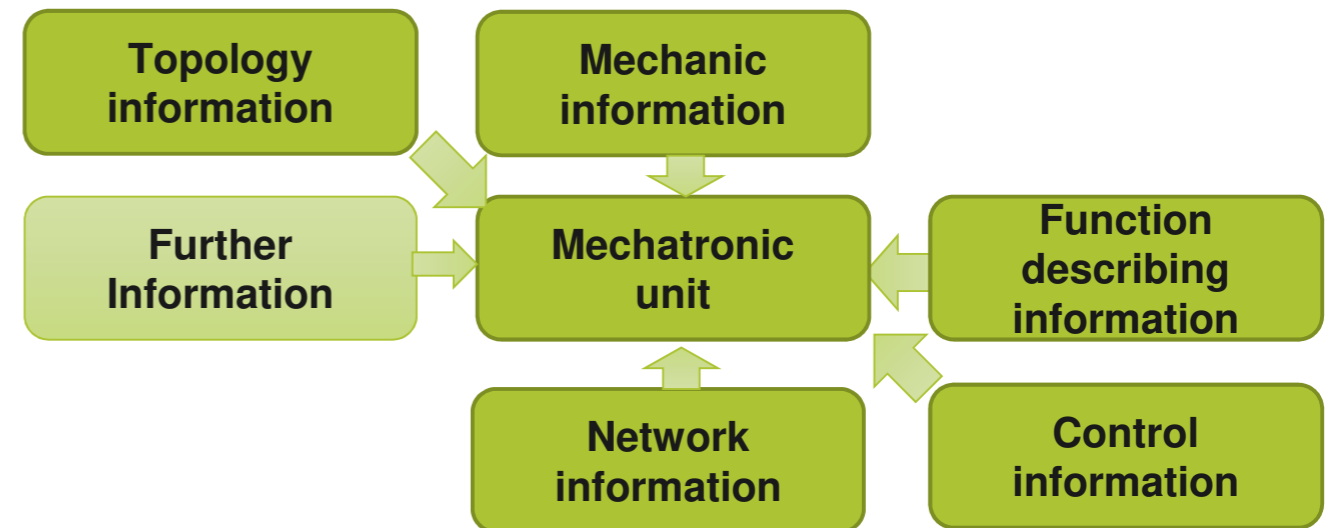 Topology
information
Mechanic
information
Further
Information
Mechatronic
unit
Function
describing
information
Network
information
Control
information